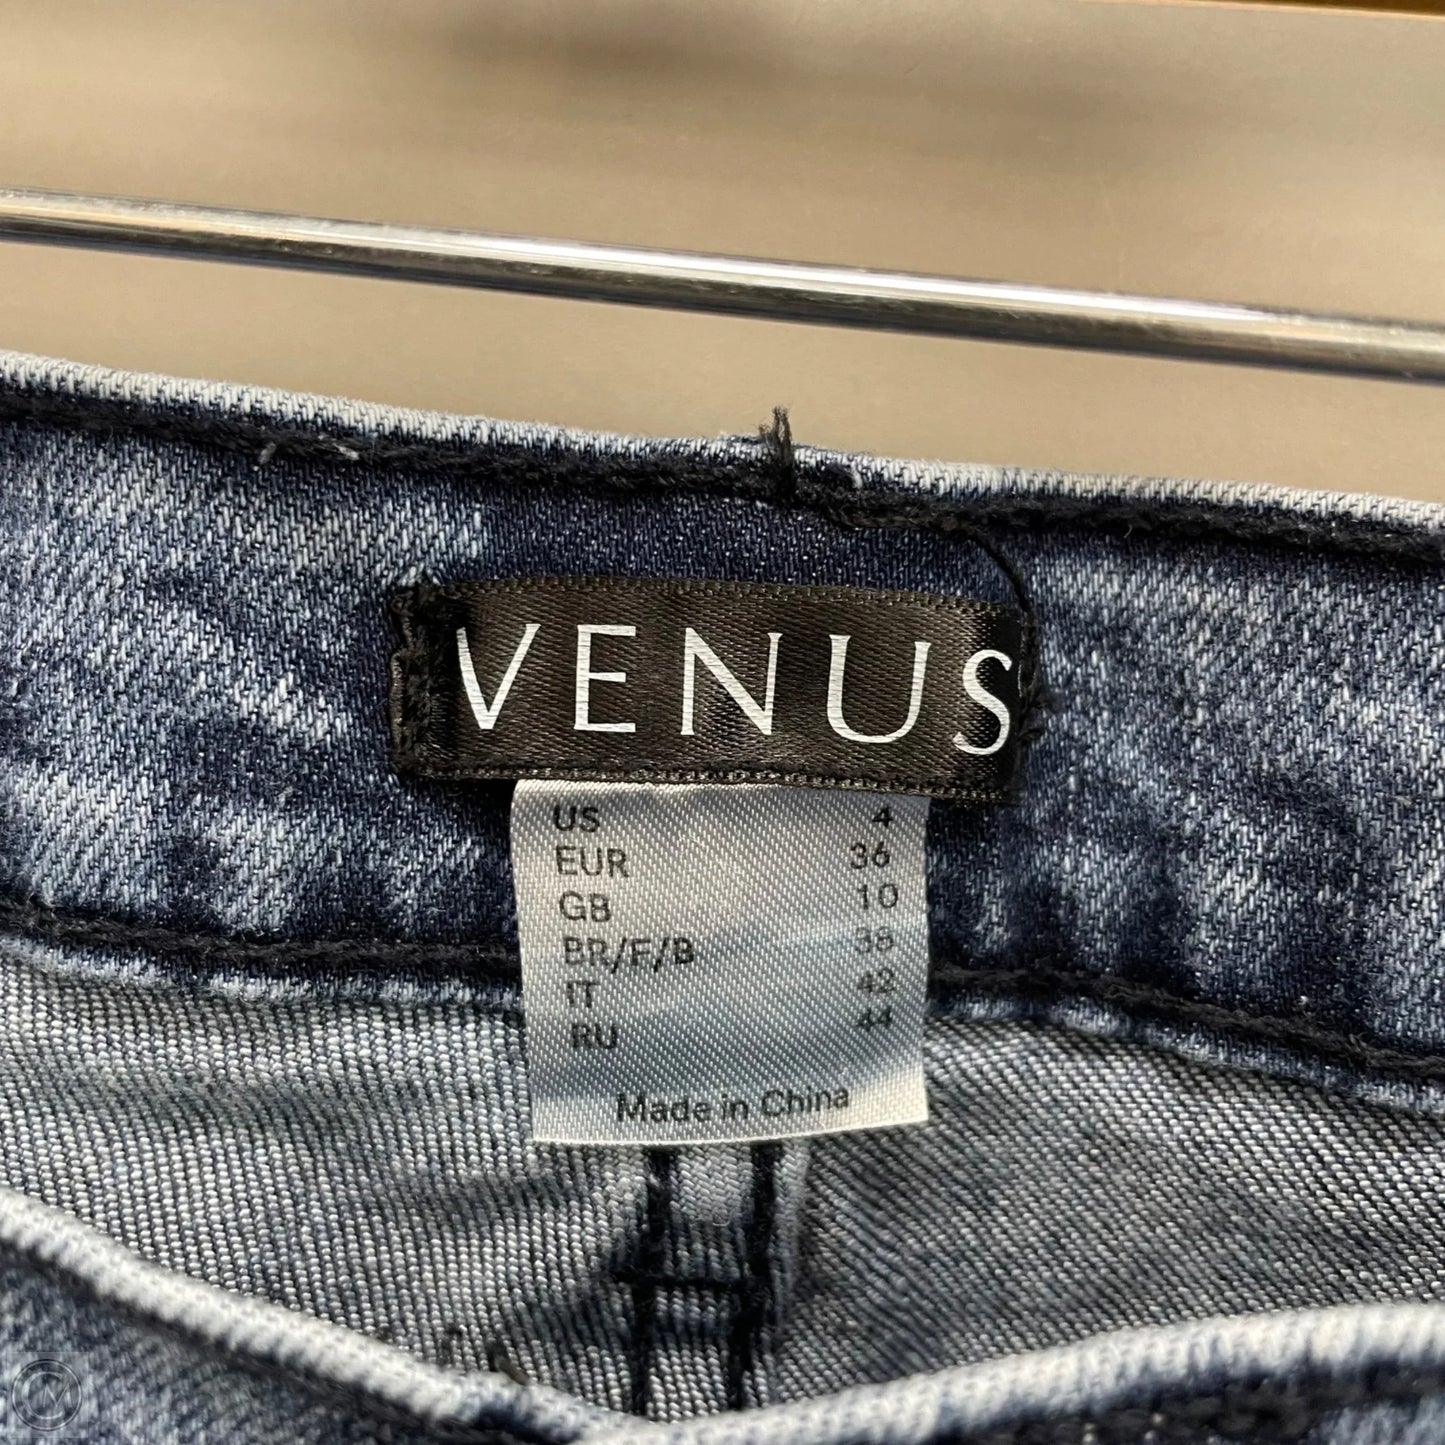 VENUS
US 4
EUR 36
GB 10
BR/F/B 38
IT 42
RU 44
Made in China